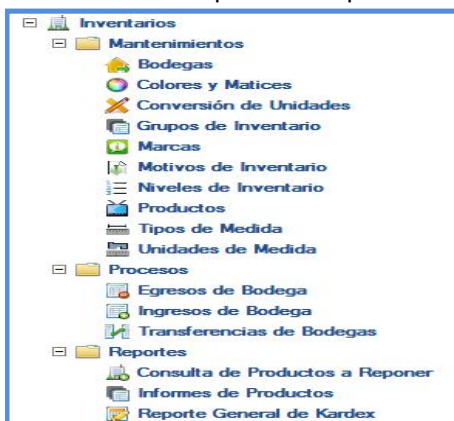 Inventarios
Mantenimientos
Bodegas
Colores y Matices
Conversión de Unidades
Grupos de Inventario
Marcas
Motivos de Inventario
Niveles de Inventario
Productos
Tipos de Medida
Unidades de Medida
Procesos
Egresos de Bodega
Ingresos de Bodega
Transferencias de Bodegas
Reportes
Consulta de Productos a Reponer
Informes de Productos
Reporte General de Kardex